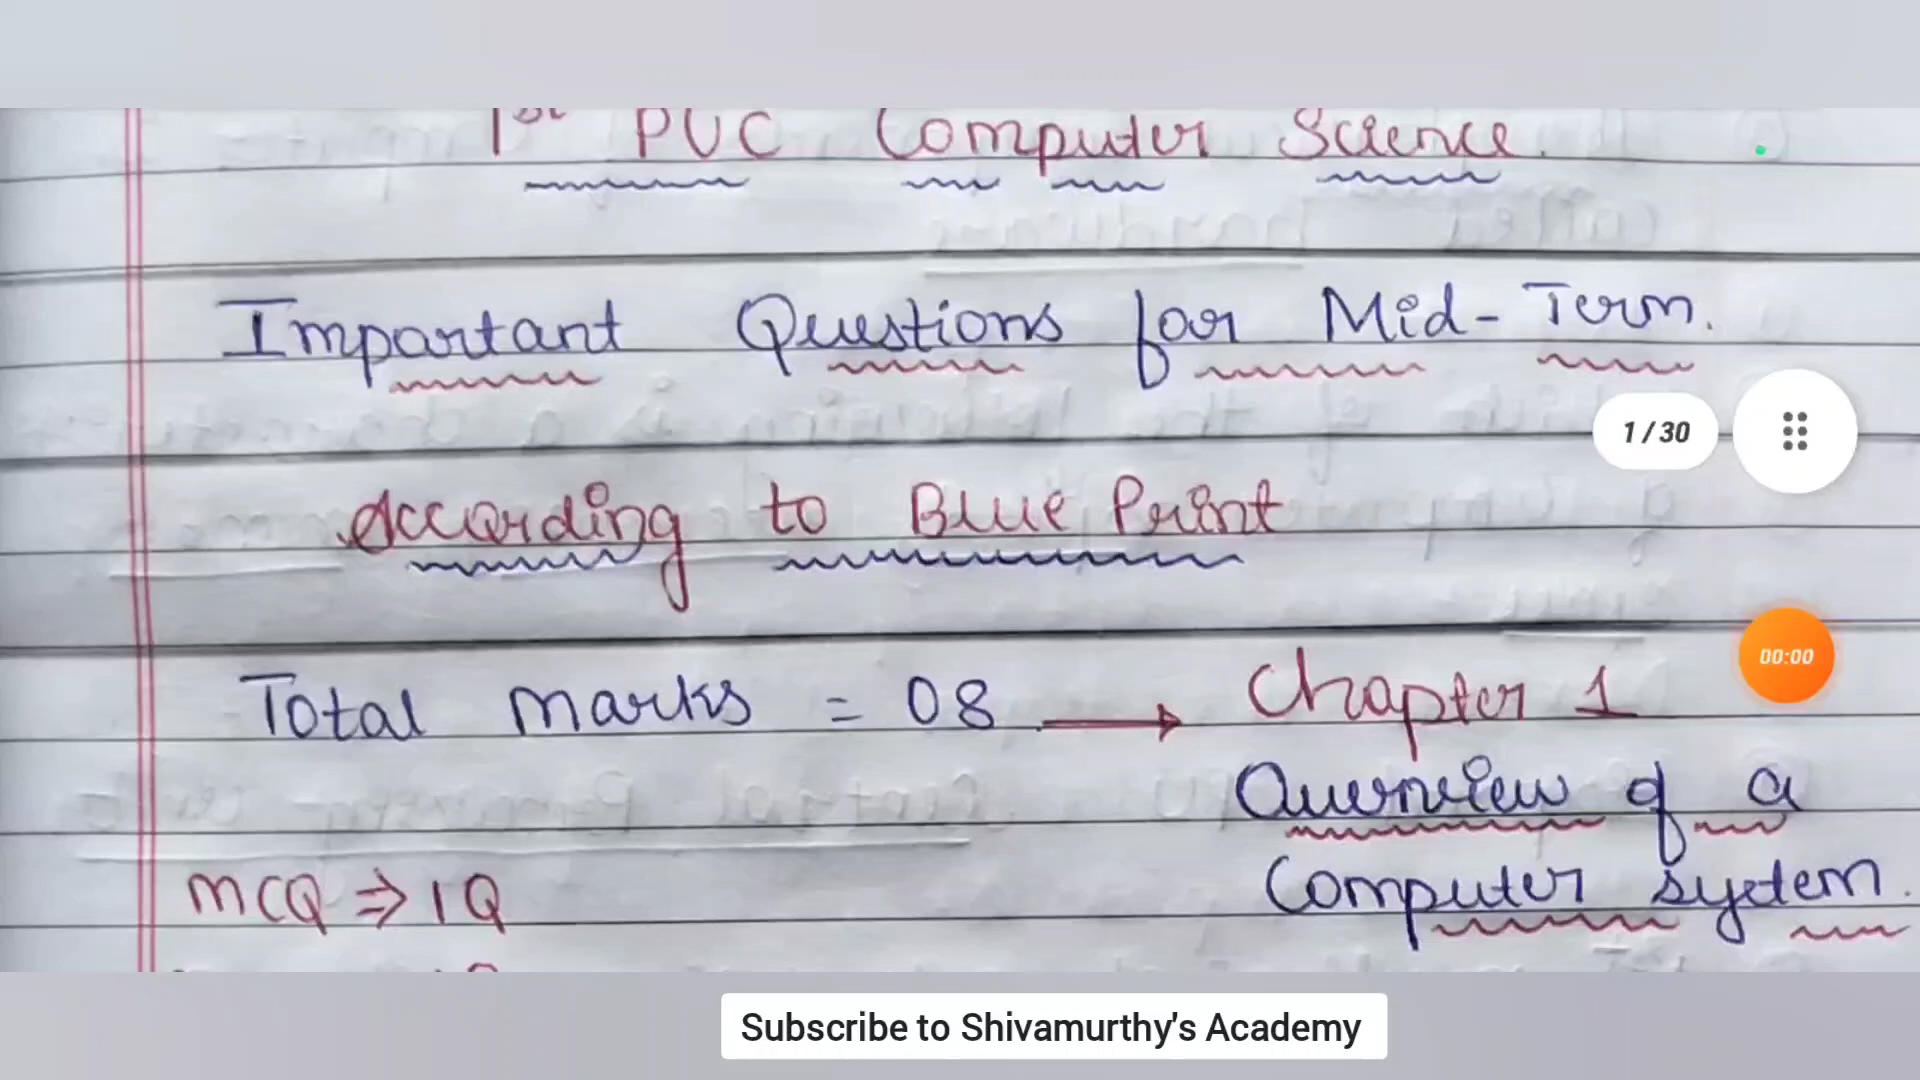 1st PUC Computer Science.
Important Questions for Mid-Term.
1/30
According to Blue Print
00:00
Total marks = 08 → Chapter 1
Overview of a
Computer system.
MCQ ⇒ 1Q
Subscribe to Shivamurthy's Academy